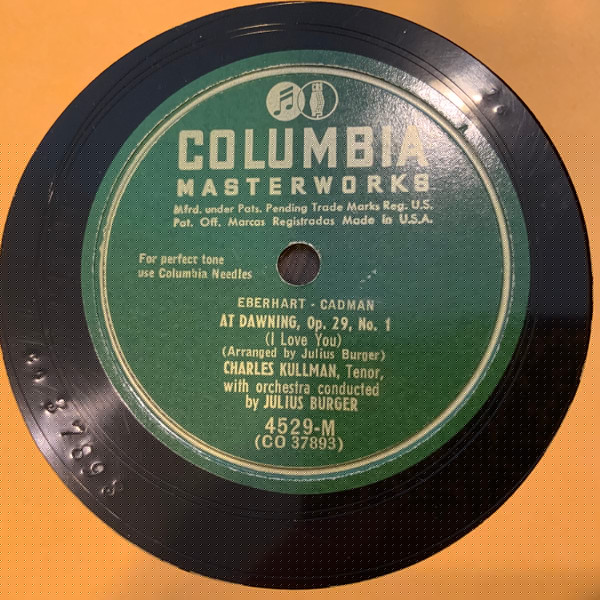 COLUMBIA
MASTERWORKS
Mfrd. under Pats. Pending Trade Marks Reg. U.S.
Pat. Off. Marcas Registradas Made in U.S.A.
For perfect tone
use Columbia Needles
EBERHART - CADMAN
AT DAWNING, Op. 29, No. 1
(I Love You)
(Arranged by Julius Burger)
CHARLES KULLMAN, Tenor,
with orchestra conducted
by JULIUS BURGER
4529-M
(CO 37893)
CO 37893